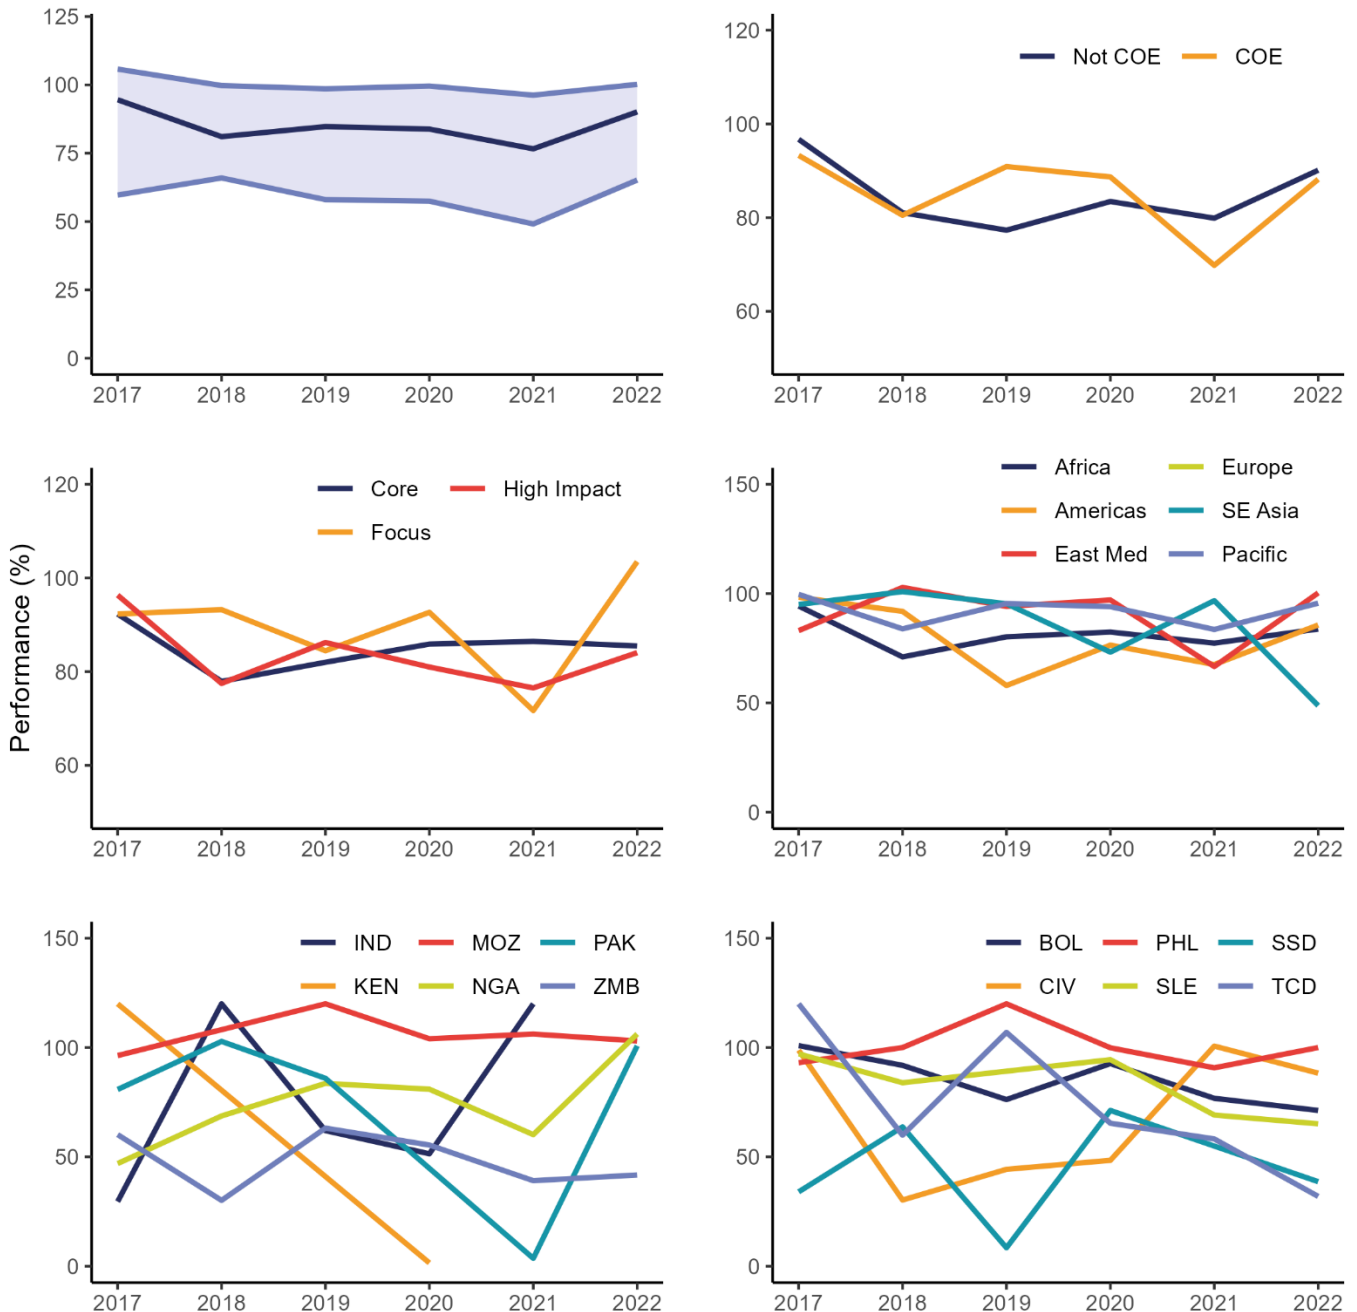 125
100
75
50
25
0
2017 2018 2019 2020 2021 2022
Not COE COE
120
100
80
60
2017 2018 2019 2020 2021 2022
Performance (%)
Core High Impact
Focus
120
100
80
60
2017 2018 2019 2020 2021 2022
Africa Europe
Americas SE Asia
East Med Pacific
150
100
50
0
2017 2018 2019 2020 2021 2022
IND MOZ PAK
KEN NGA ZMB
150
100
50
0
2017 2018 2019 2020 2021 2022
BOL PHL SSD
CIV SLE TCD
150
100
50
0
2017 2018 2019 2020 2021 2022